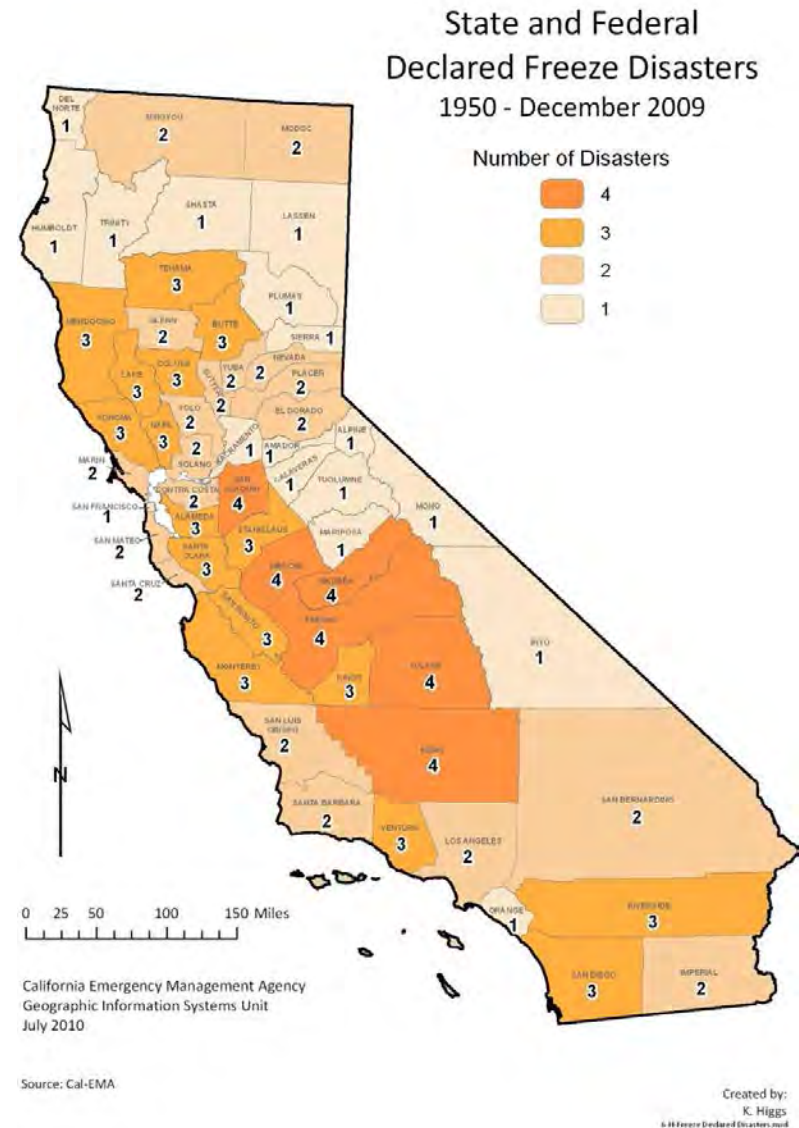 State and Federal
Declared Freeze Disasters
1950 - December 2009
Number of Disasters
4
3
2
1
DEL
NORTE
1
SISKIYOU
2
MODOC
2
HUMBOLDT
1
TRINITY
1
SHASTA
1
LASSEN
1
TEHAMA
3
PLUMAS
1
MENDOCINO
3
GLENN
2
BUTTE
3
SIERRA 1
LAKE
3
COLUSA
3
SUTTER
2
YUBA
2
NEVADA
2
PLACER
2
SONOMA
3
NAPA
3
YOLO
2
EL DORADO
2
SACRAMENTO
1
AMADOR
1
ALPINE
1
MARIN
2
SOLANO
2
CALAVERAS
1
TUOLUMNE
1
MONO
1
CONTRA COSTA
2
SAN
JOAQUIN
4
SAN FRANCISCO
1
ALAMEDA
3
STANISLAUS
3
MARIPOSA
1
SAN MATEO
2
SANTA
CLARA
3
MERCED
4
MADERA
4
SANTA CRUZ
2
SAN BENITO
3
FRESNO
4
INYO
1
MONTEREY
3
KINGS
3
TULARE
4
SAN LUIS
OBISPO
2
KERN
4
SAN BERNARDINO
2
SANTA BARBARA
2
VENTURA
3
LOS ANGELES
2
ORANGE
1
RIVERSIDE
3
SAN DIEGO
3
IMPERIAL
2
N
0 25 50 100 150 Miles
California Emergency Management Agency
Geographic Information Systems Unit
July 2010
Source: Cal-EMA
Created by:
K. Higgs
Freeze Declared Disasters.mxd